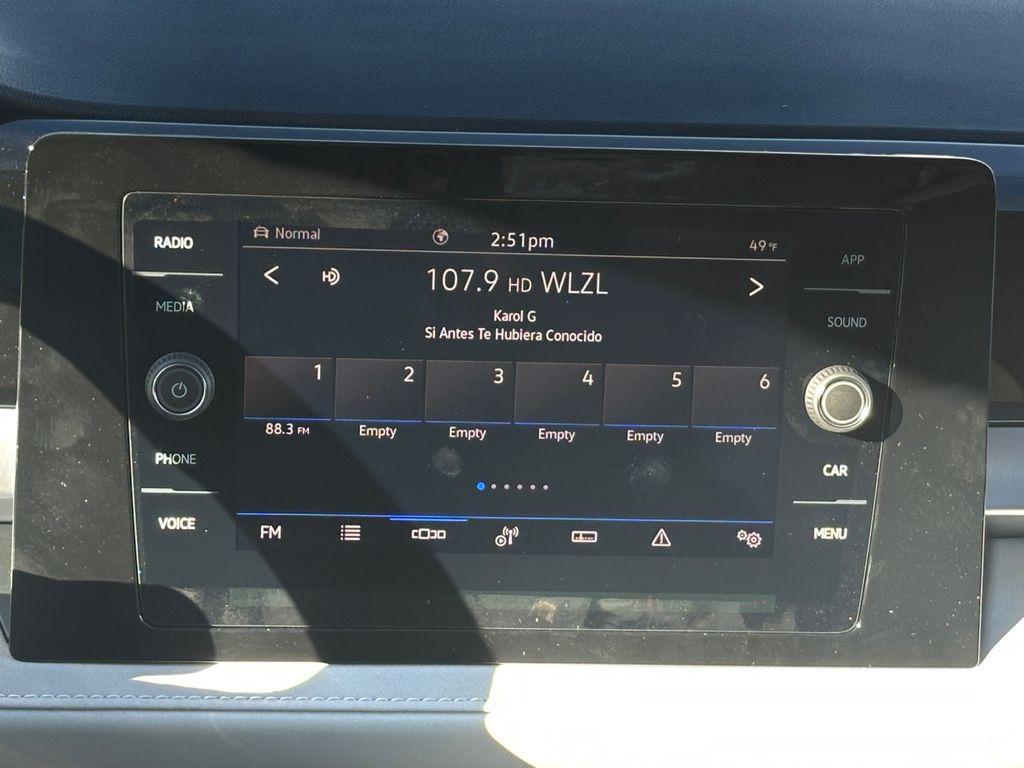 RADIO
MEDIA
PHONE
VOICE
Normal
2:51pm
49°F
HD
107.9 HD WLZL
Karol G
Si Antes Te Hubiera Conocido
1 2 3 4 5 6
88.3 FM Empty Empty Empty Empty Empty
FM
APP
SOUND
CAR
MENU